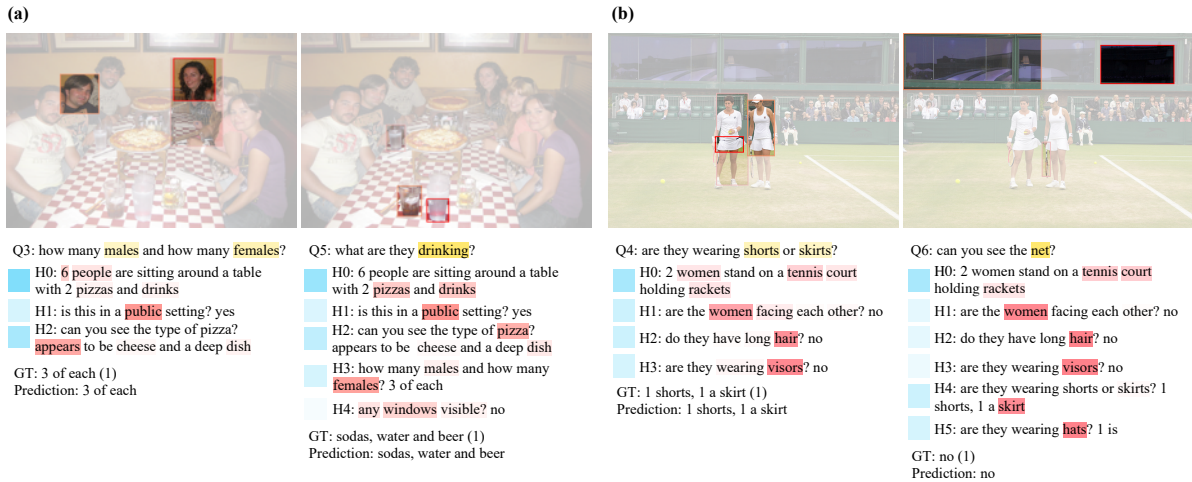 (a)
Q3: how many males and how many females?
H0: 6 people are sitting around a table
with 2 pizzas and drinks
H1: is this in a public setting? yes
H2: can you see the type of pizza?
appears to be cheese and a deep dish
GT: 3 of each (1)
Prediction: 3 of each
Q5: what are they drinking?
H0: 6 people are sitting around a table
with 2 pizzas and drinks
H1: is this in a public setting? yes
H2: can you see the type of pizza?
appears to be cheese and a deep dish
H3: how many males and how many
females? 3 of each
H4: any windows visible? no
GT: sodas, water and beer (1)
Prediction: sodas, water and beer
(b)
Q4: are they wearing shorts or skirts?
H0: 2 women stand on a tennis court
holding rackets
H1: are the women facing each other? no
H2: do they have long hair? no
H3: are they wearing visors? no
GT: 1 shorts, 1 a skirt (1)
Prediction: 1 shorts, 1 a skirt
Q6: can you see the net?
H0: 2 women stand on a tennis court
holding rackets
H1: are the women facing each other? no
H2: do they have long hair? no
H3: are they wearing visors? no
H4: are they wearing shorts or skirts? 1
shorts, 1 a skirt
H5: are they wearing hats? 1 is
GT: no (1)
Prediction: no